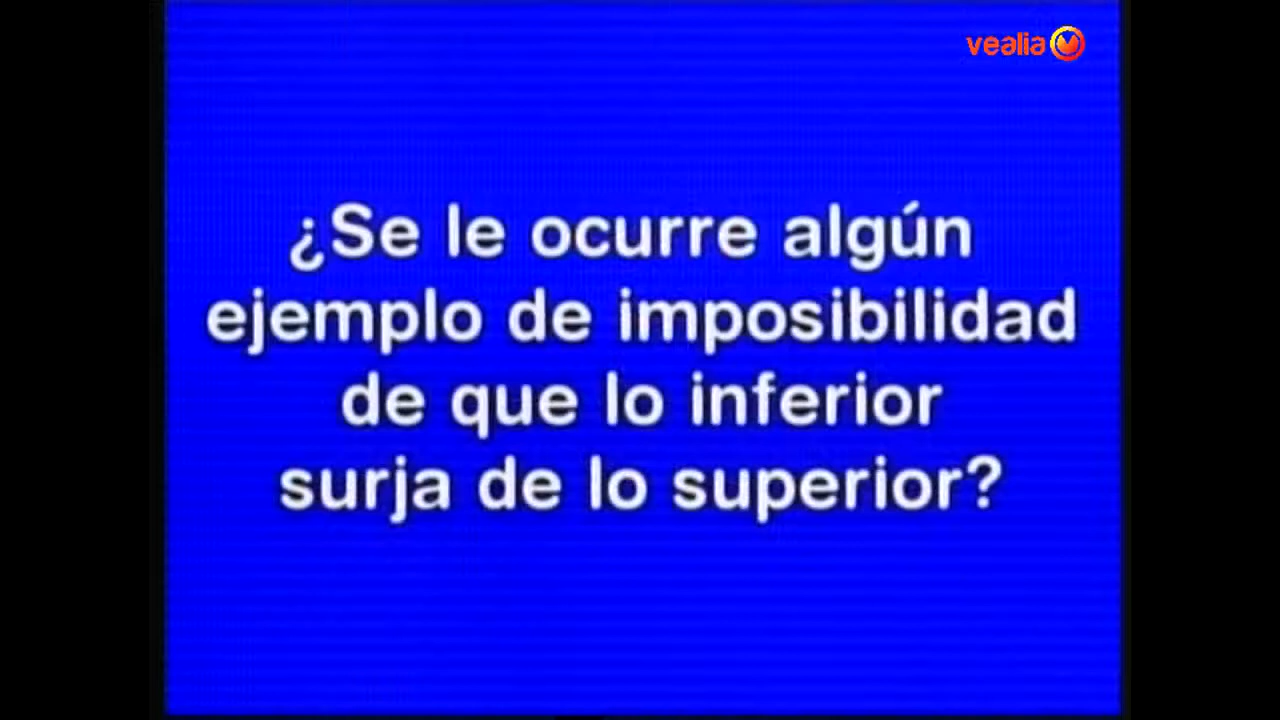 vealia
¿Se le ocurre algún
ejemplo de imposibilidad
de que lo inferior
surja de lo superior?